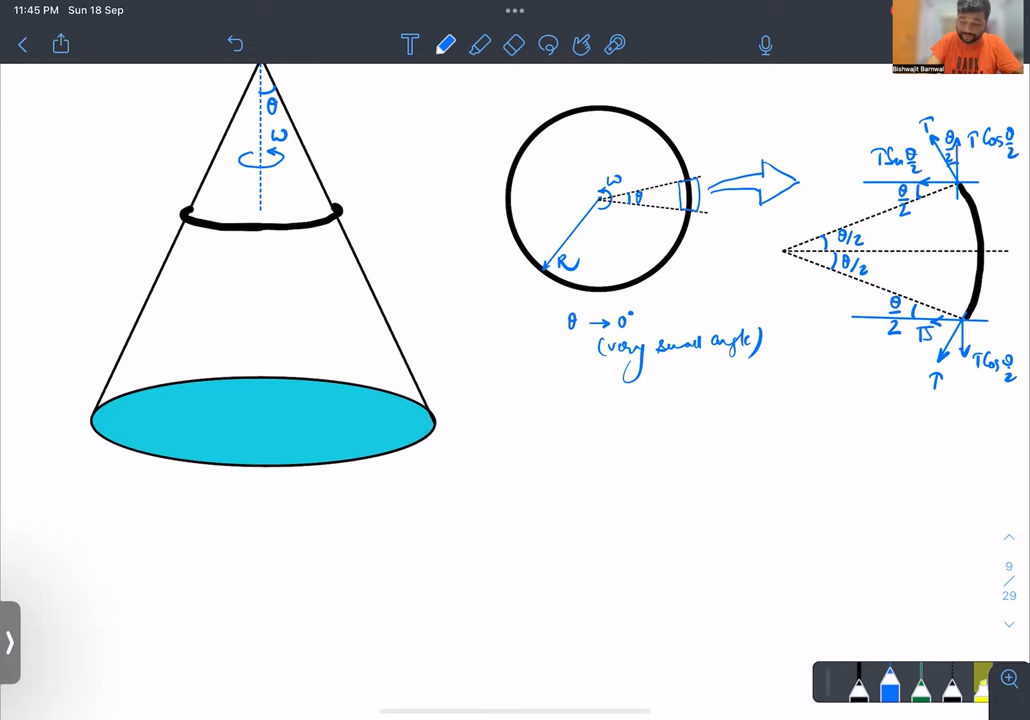 11:45 PM Sun 18 Sep
Bishwajit Barnwal
θ
ω
ω
θ
R
θ → 0°
(very small angle)
T
θ/2
T Cos θ/2
T Sin θ/2
θ/2
θ/2
θ/2
θ/2
TS
T
T Cos θ/2
9
/
29